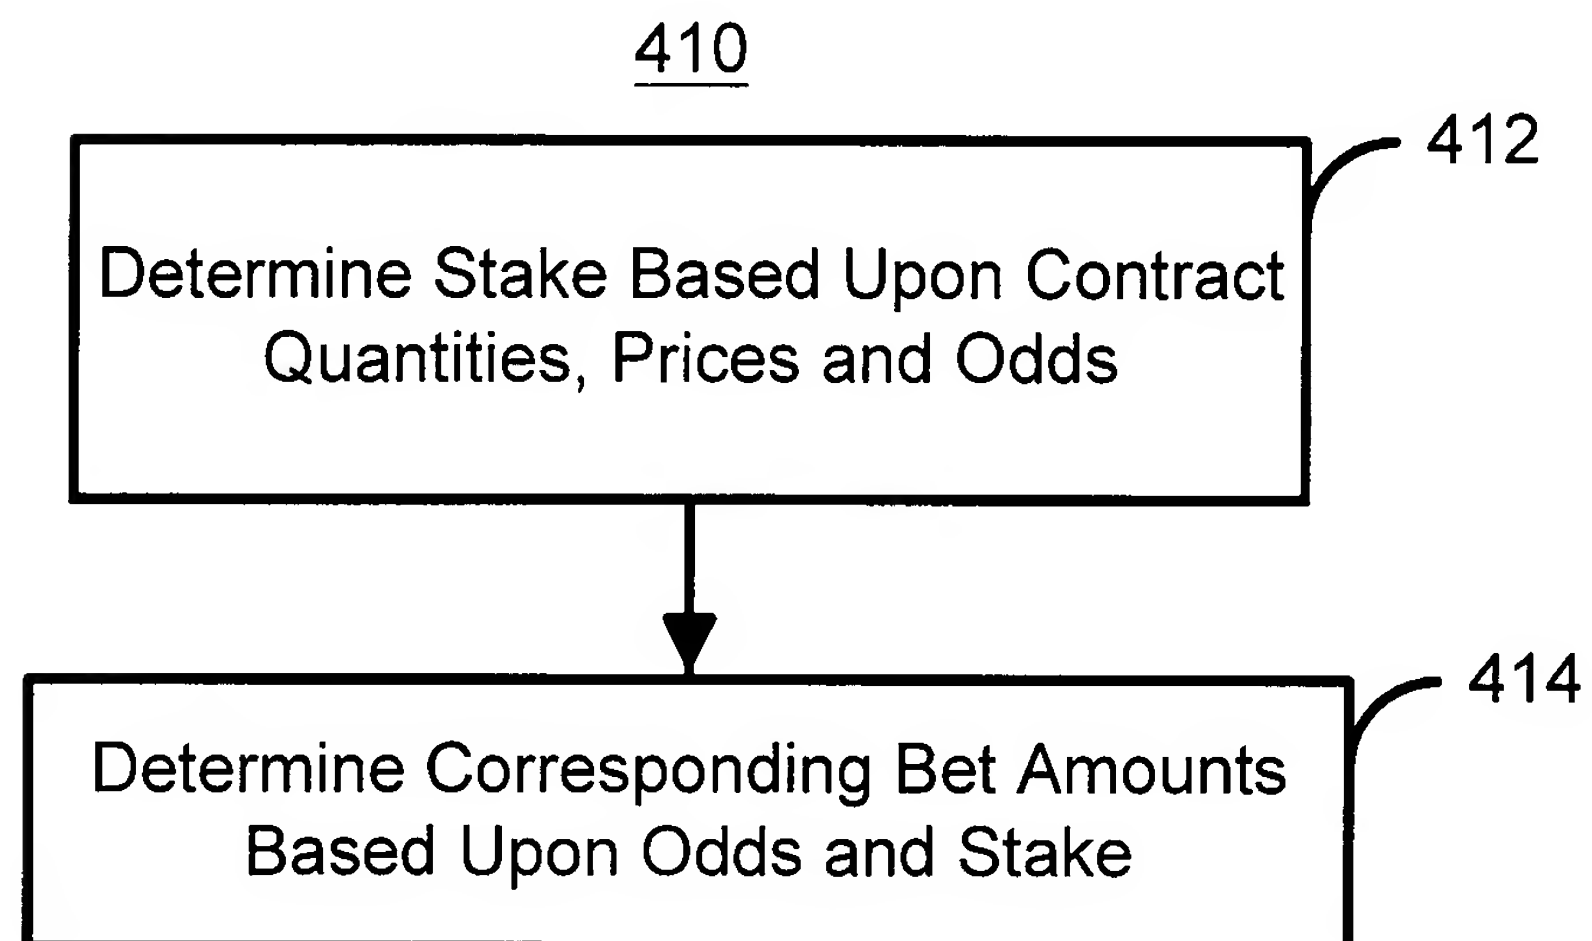 410
412
Determine Stake Based Upon Contract
Quantities, Prices and Odds
414
Determine Corresponding Bet Amounts
Based Upon Odds and Stake